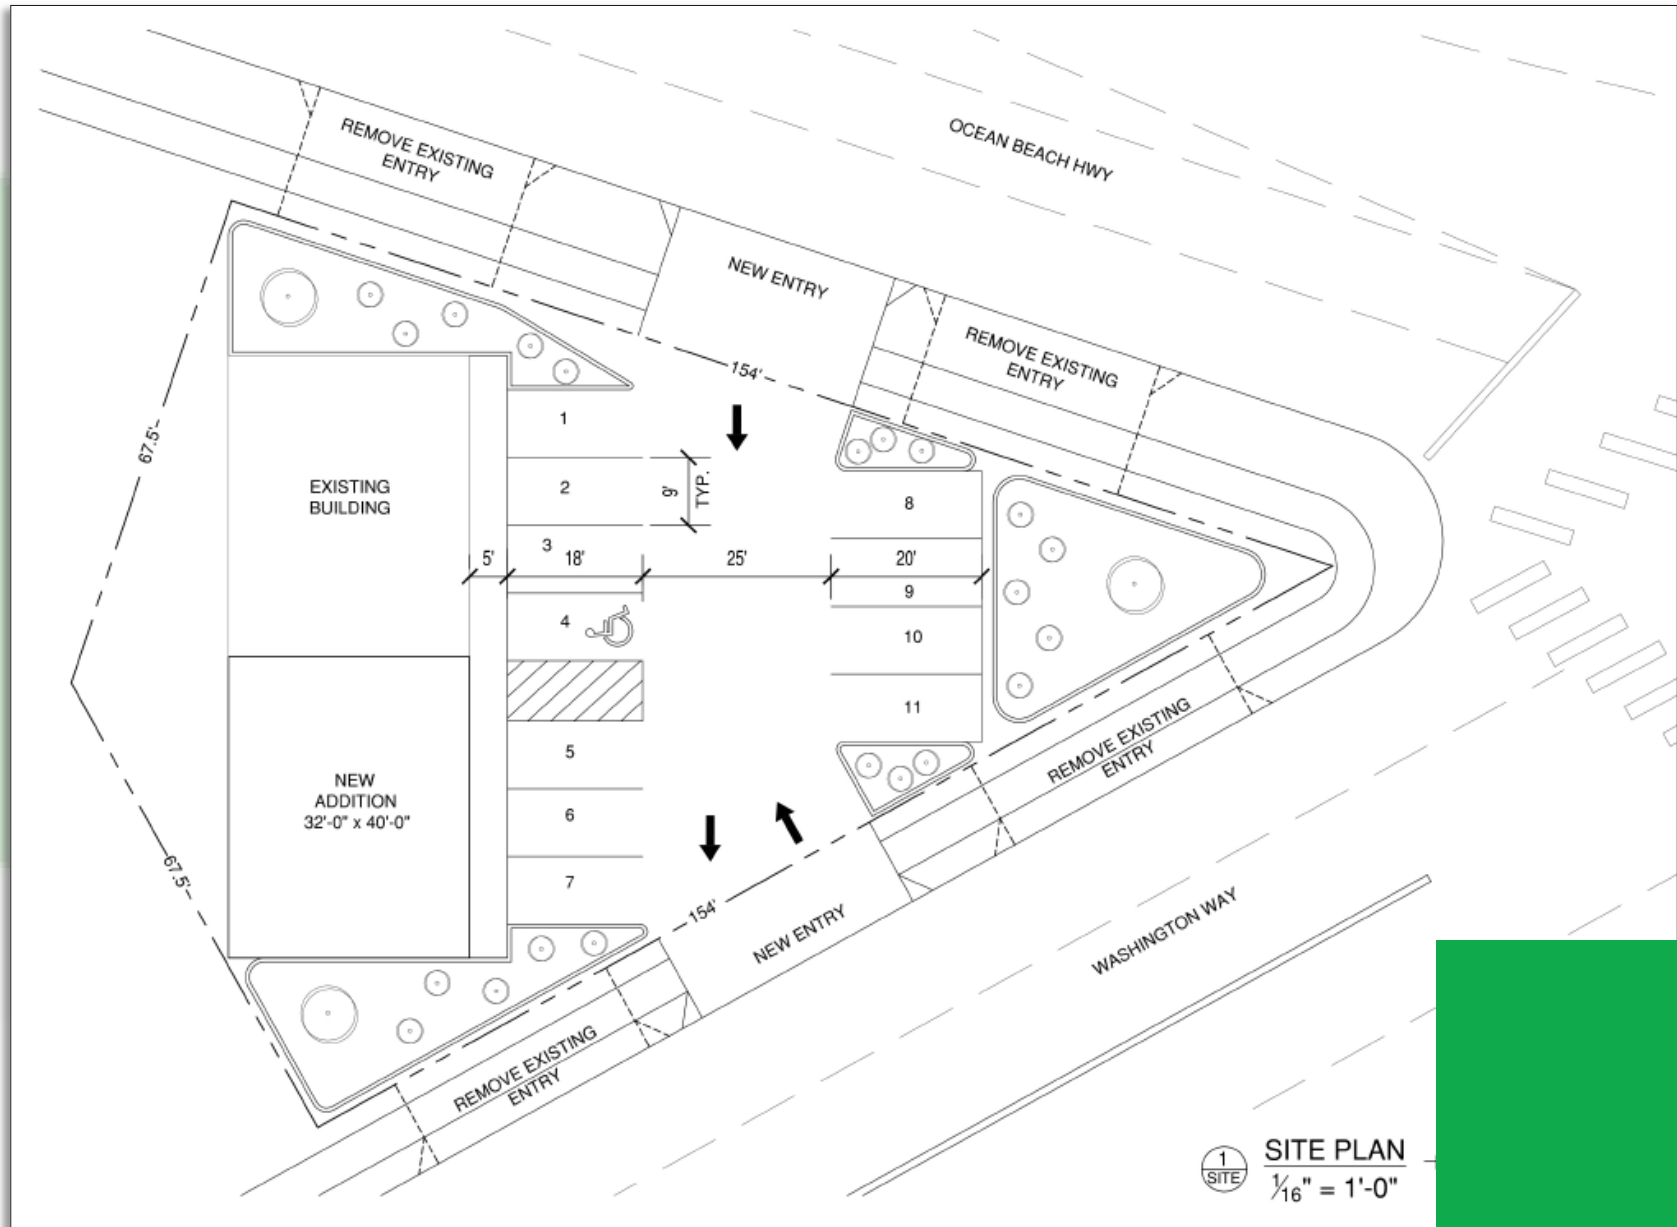 REMOVE EXISTING
ENTRY
OCEAN BEACH HWY
NEW ENTRY
REMOVE EXISTING
ENTRY
154'
67.5'
EXISTING
BUILDING
1
2
9'
TYP.
3
5'
18'
25'
20'
4
8
9
10
11
5
6
7
NEW
ADDITION
32'-0" x 40'-0"
67.5'
154'
NEW ENTRY
REMOVE EXISTING
ENTRY
WASHINGTON WAY
REMOVE EXISTING
ENTRY
1
SITE
SITE PLAN
1/16" = 1'-0"